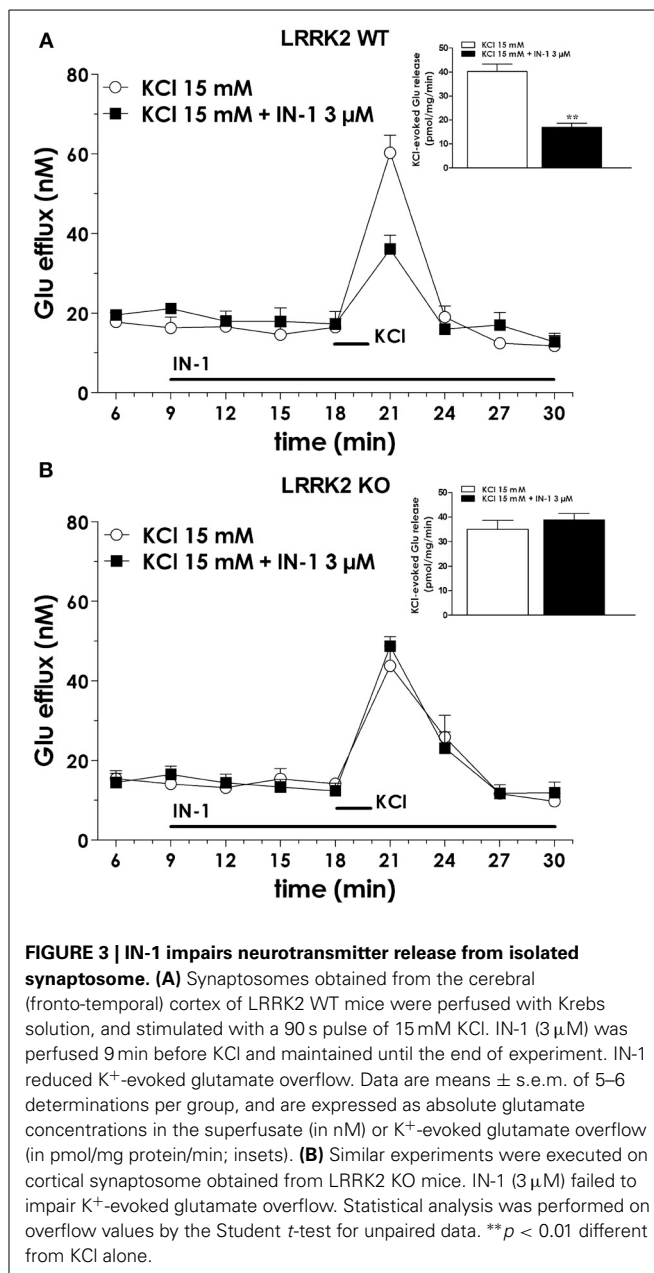 A
LRRK2 WT
KCl 15 mM
KCl 15 mM + IN-1 3 µM
80
60
40
20
0
Glu efflux (nM)
KCl
IN-1
6 9 12 15 18 21 24 27 30
time (min)
KCl 15 mM
KCl 15 mM + IN-1 3 µM
50
40
30
20
10
0
KCl-evoked Glu release
(pmol/mg/min)
**
B
LRRK2 KO
KCl 15 mM
KCl 15 mM + IN-1 3 µM
80
60
40
20
0
Glu efflux (nM)
KCl
IN-1
6 9 12 15 18 21 24 27 30
time (min)
KCl 15 mM
KCl 15 mM + IN-1 3 µM
50
40
30
20
10
0
KCl-evoked Glu release
(pmol/mg/min)
FIGURE 3 | IN-1 impairs neurotransmitter release from isolated
synaptosome. (A) Synaptosomes obtained from the cerebral
(fronto-temporal) cortex of LRRK2 WT mice were perfused with Krebs
solution, and stimulated with a 90 s pulse of 15 mM KCl. IN-1 (3 µM) was
perfused 9 min before KCl and maintained until the end of experiment. IN-1
reduced K⁺-evoked glutamate overflow. Data are means ± s.e.m. of 5–6
determinations per group, and are expressed as absolute glutamate
concentrations in the superfusate (in nM) or K⁺-evoked glutamate overflow
(in pmol/mg protein/min; insets). (B) Similar experiments were executed on
cortical synaptosome obtained from LRRK2 KO mice. IN-1 (3 µM) failed to
impair K⁺-evoked glutamate overflow. Statistical analysis was performed on
overflow values by the Student t-test for unpaired data. **p < 0.01 different
from KCl alone.